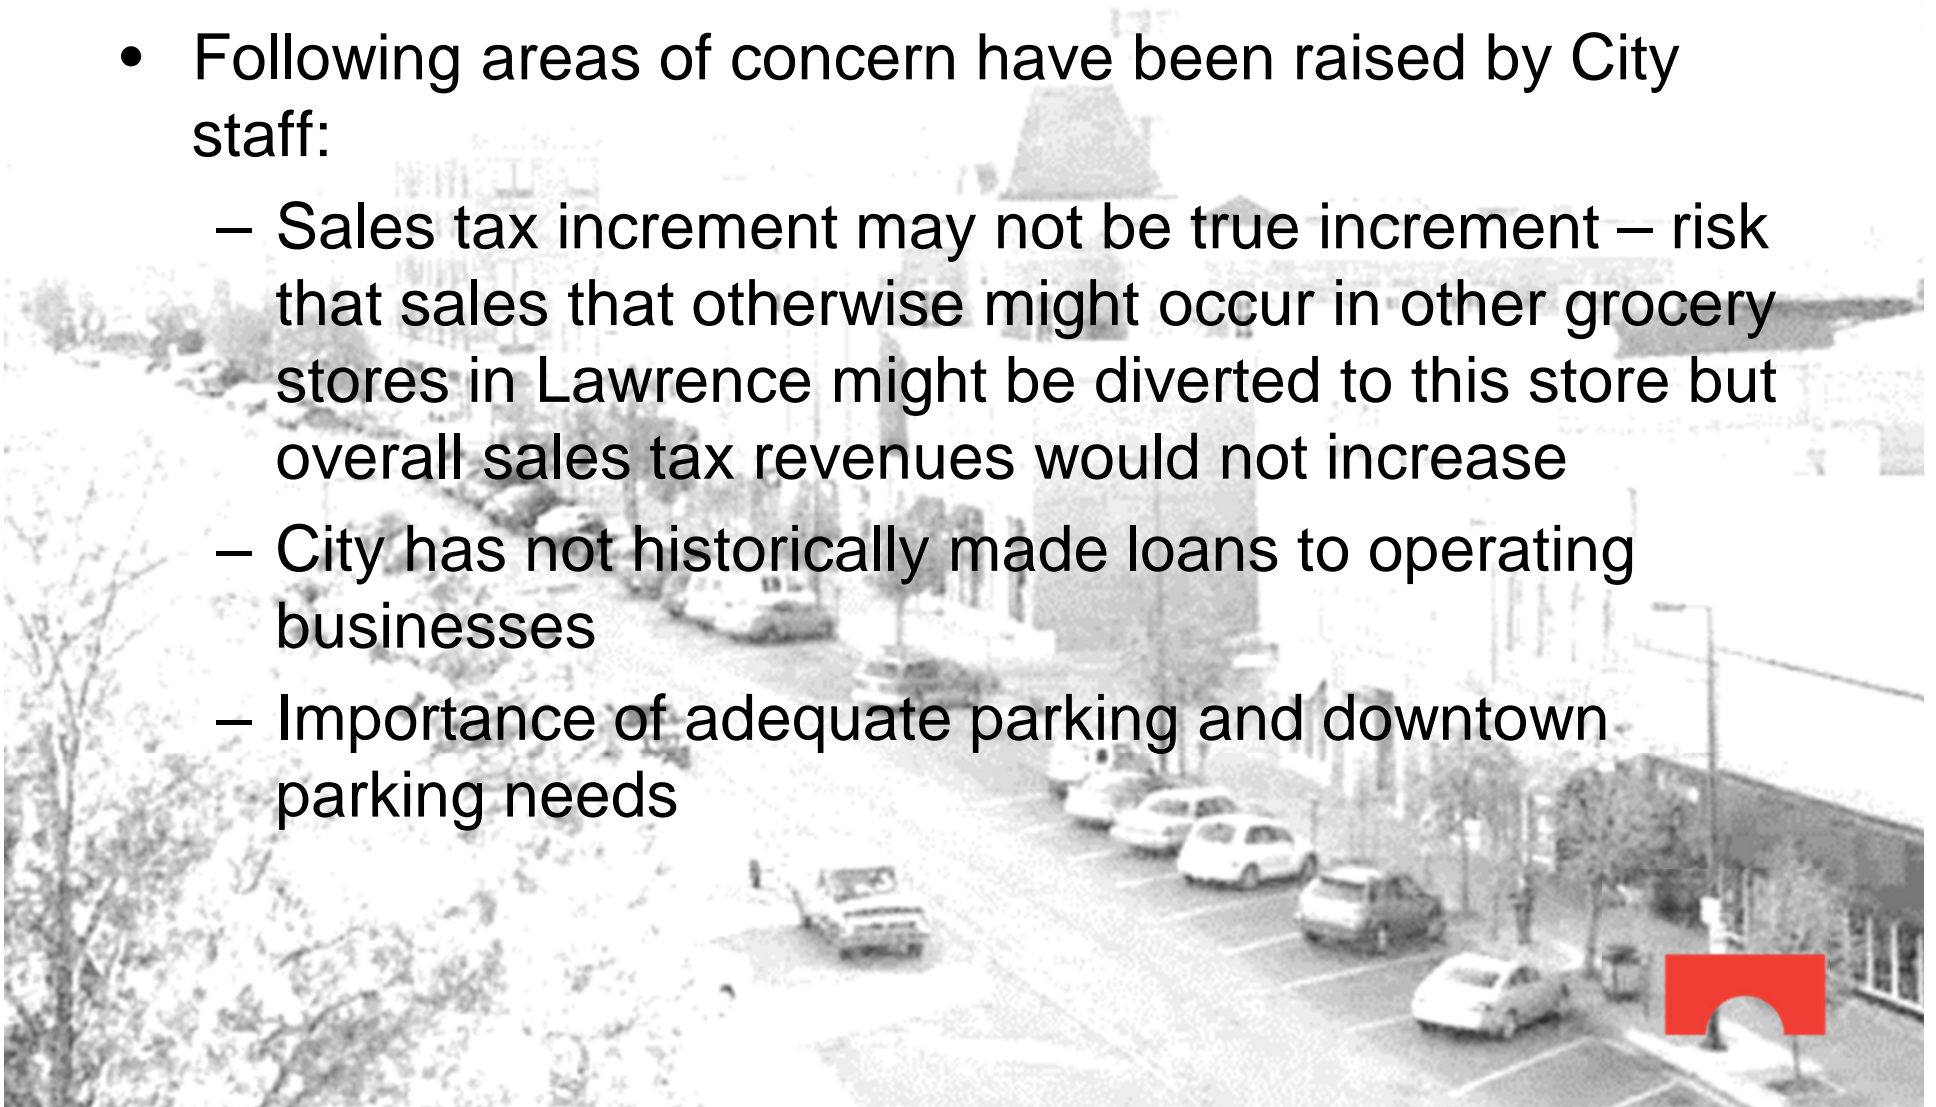 • Following areas of concern have been raised by City
staff:
– Sales tax increment may not be true increment – risk
that sales that otherwise might occur in other grocery
stores in Lawrence might be diverted to this store but
overall sales tax revenues would not increase
– City has not historically made loans to operating
businesses
– Importance of adequate parking and downtown
parking needs